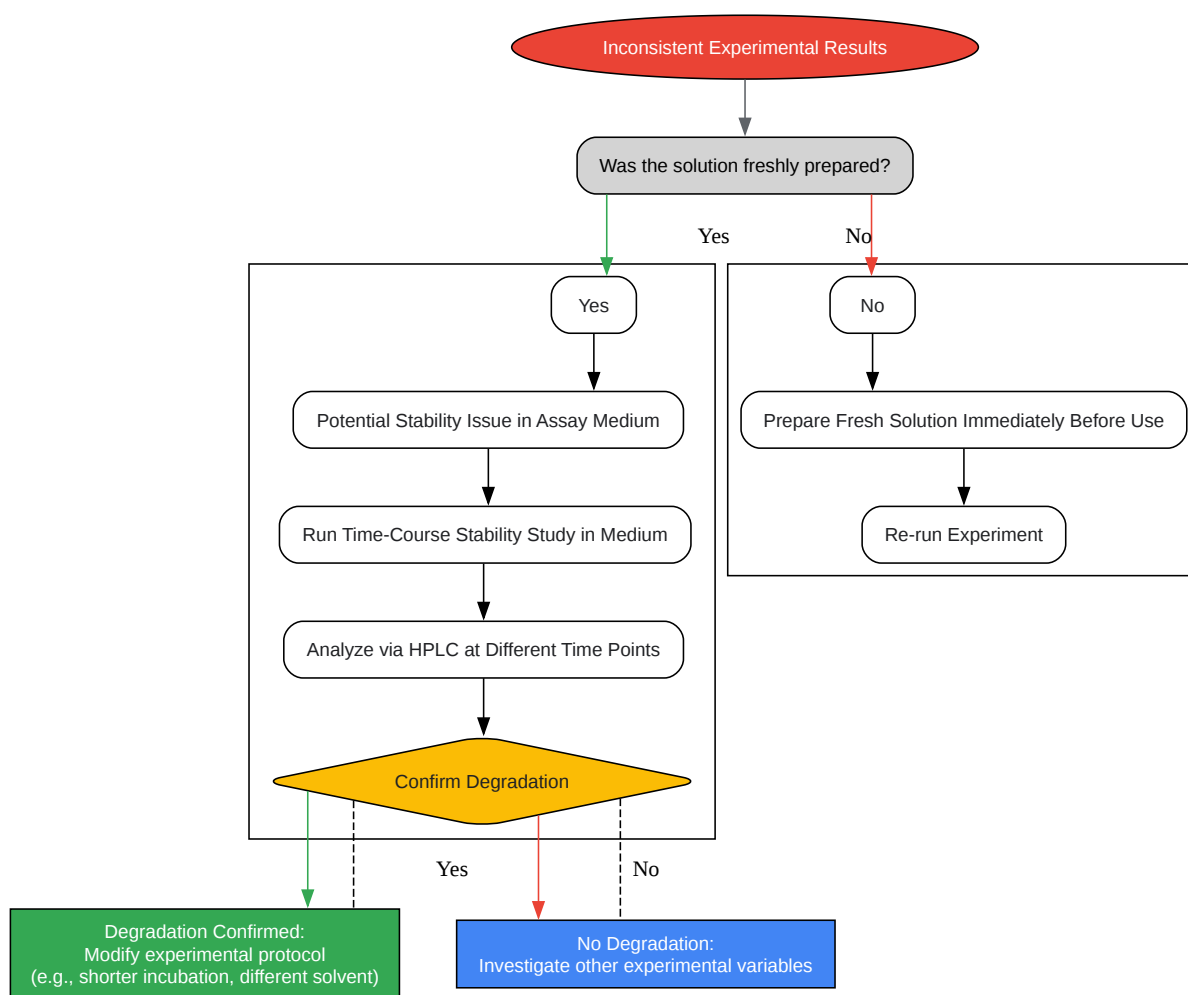 Inconsistent Experimental Results
Was the solution freshly prepared?
Yes
No
Yes
No
Potential Stability Issue in Assay Medium
Prepare Fresh Solution Immediately Before Use
Run Time-Course Stability Study in Medium
Re-run Experiment
Analyze via HPLC at Different Time Points
Confirm Degradation
Yes
No
Degradation Confirmed:
Modify experimental protocol
(e.g., shorter incubation, different solvent)
No Degradation:
Investigate other experimental variables